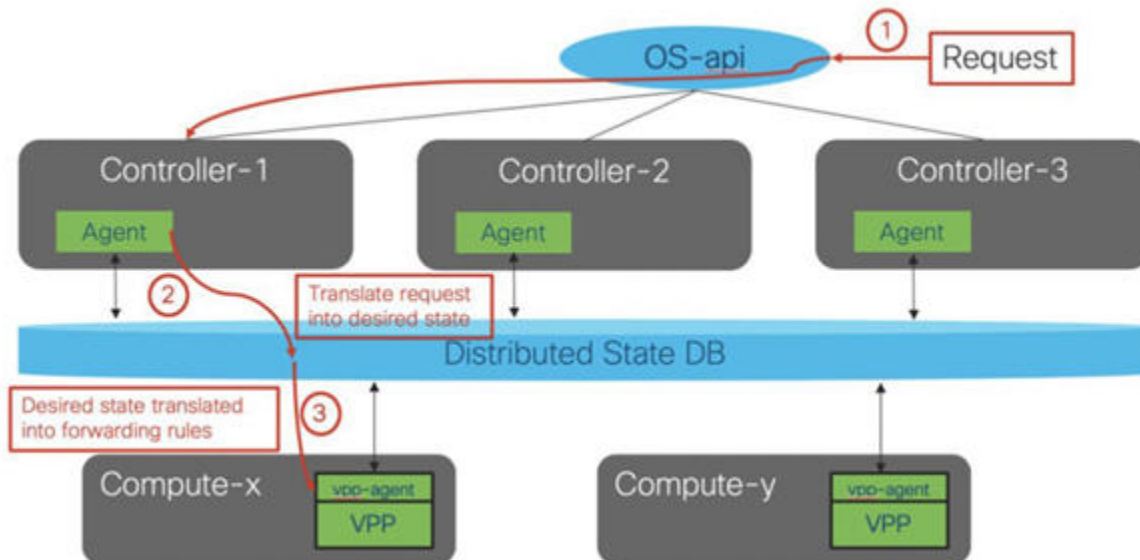 1
OS-api
Request
Controller-1
Controller-2
Controller-3
Agent
Agent
Agent
2
Translate request
into desired state
Distributed State DB
Desired state translated
into forwarding rules
3
Compute-x
vpp-agent
VPP
Compute-y
vpp-agent
VPP